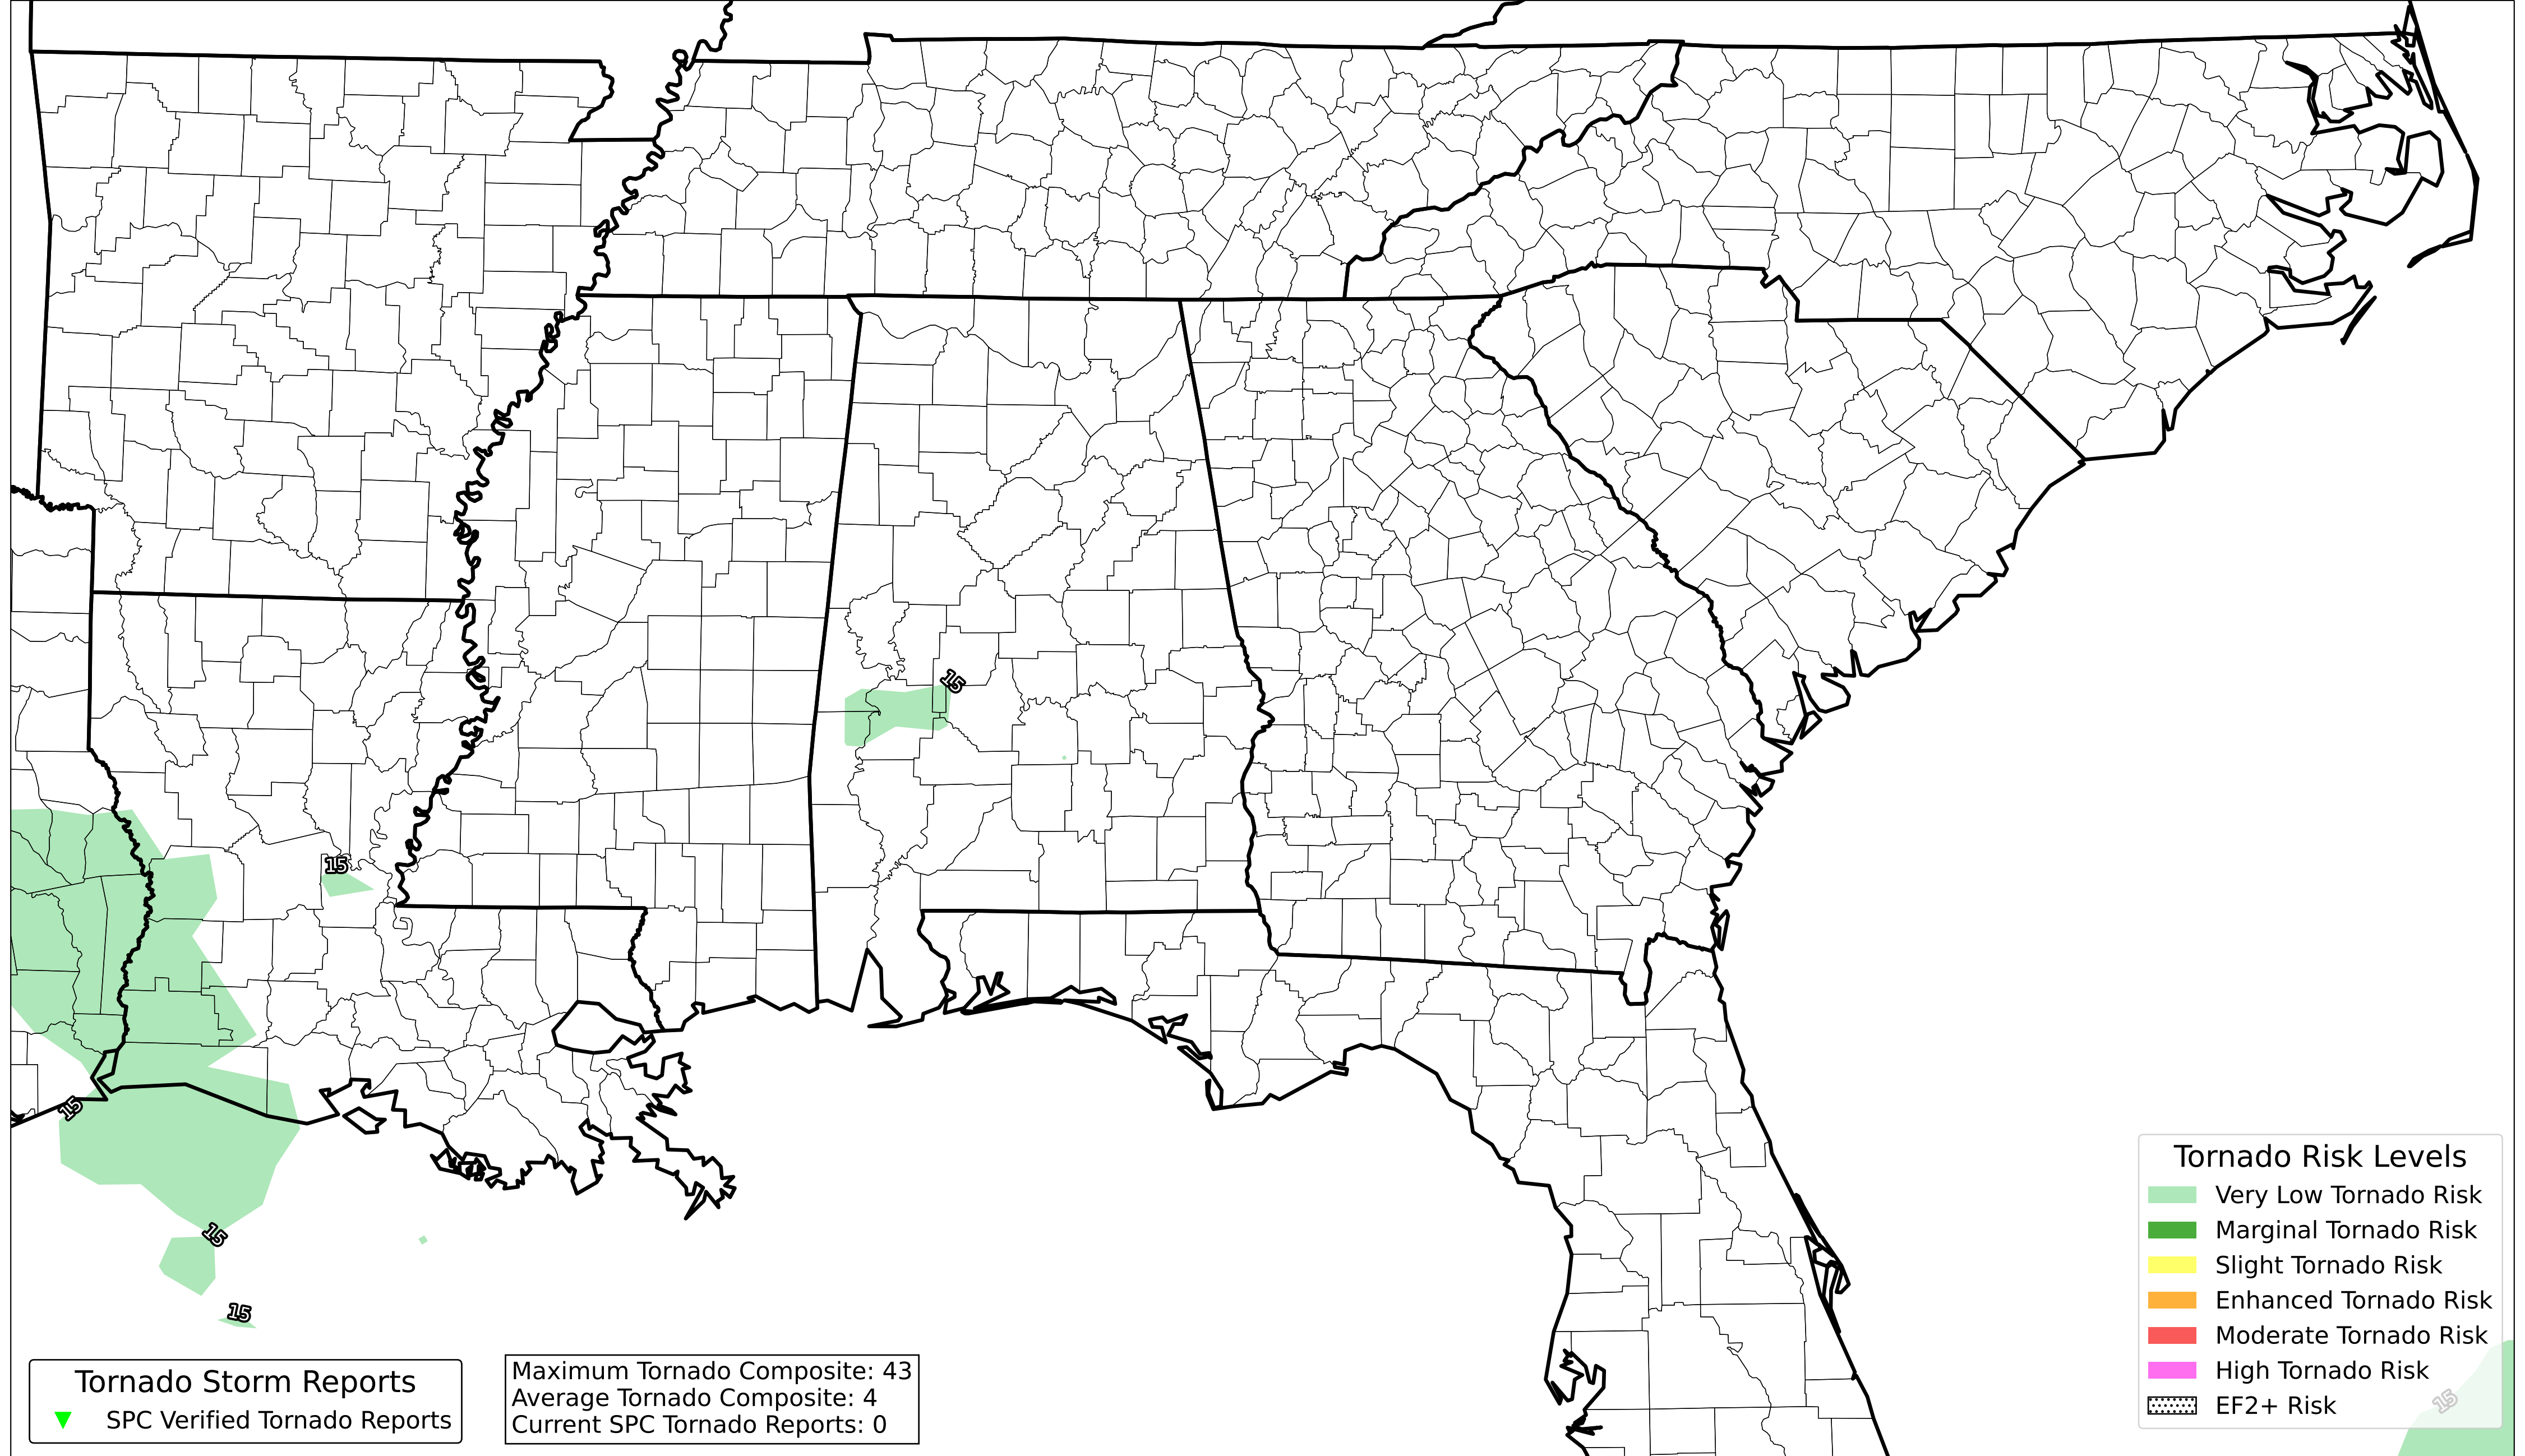 15
15
15
15
15
Tornado Risk Levels
Very Low Tornado Risk
Marginal Tornado Risk
Slight Tornado Risk
Enhanced Tornado Risk
Moderate Tornado Risk
High Tornado Risk
EF2+ Risk
15
Tornado Storm Reports
SPC Verified Tornado Reports
Maximum Tornado Composite: 43
Average Tornado Composite: 4
Current SPC Tornado Reports: 0